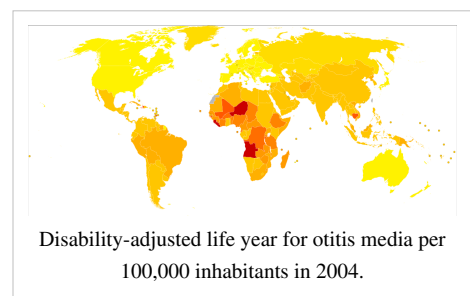 Disability-adjusted life year for otitis media per
100,000 inhabitants in 2004.